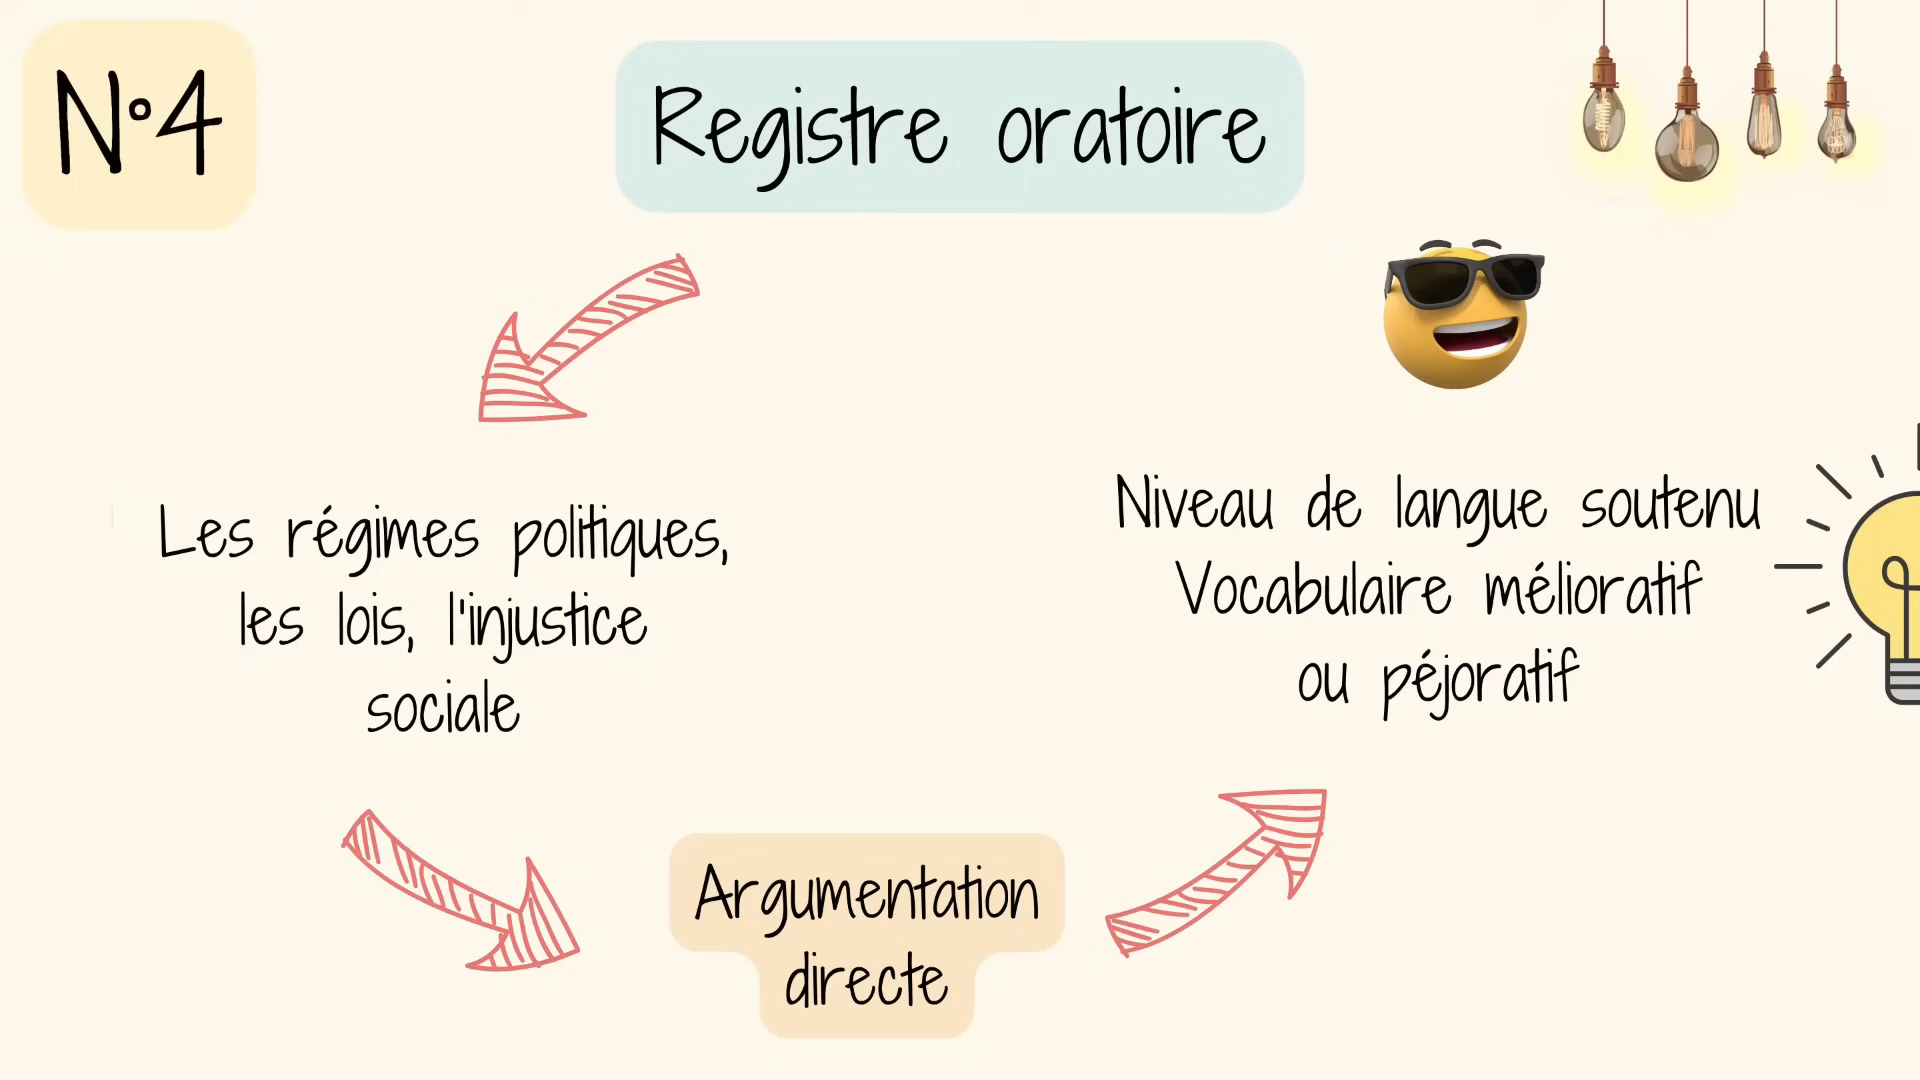 N°4
Registre oratoire
Les régimes politiques,
les lois, l'injustice
sociale
Argumentation
directe
Niveau de langue soutenu
Vocabulaire mélioratif
ou péjoratif